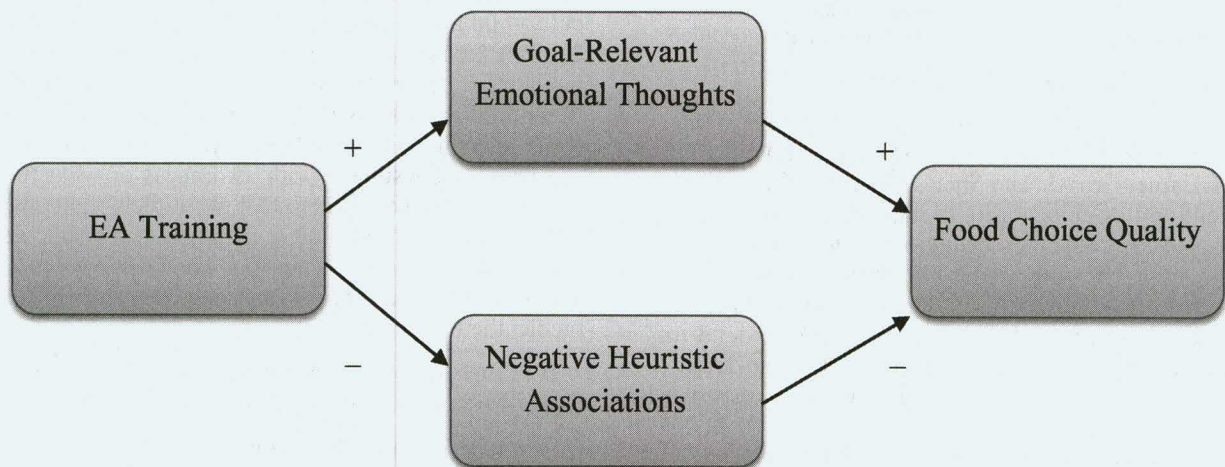 Goal-Relevant
Emotional Thoughts
+
+
EA Training
Food Choice Quality
−
−
Negative Heuristic
Associations